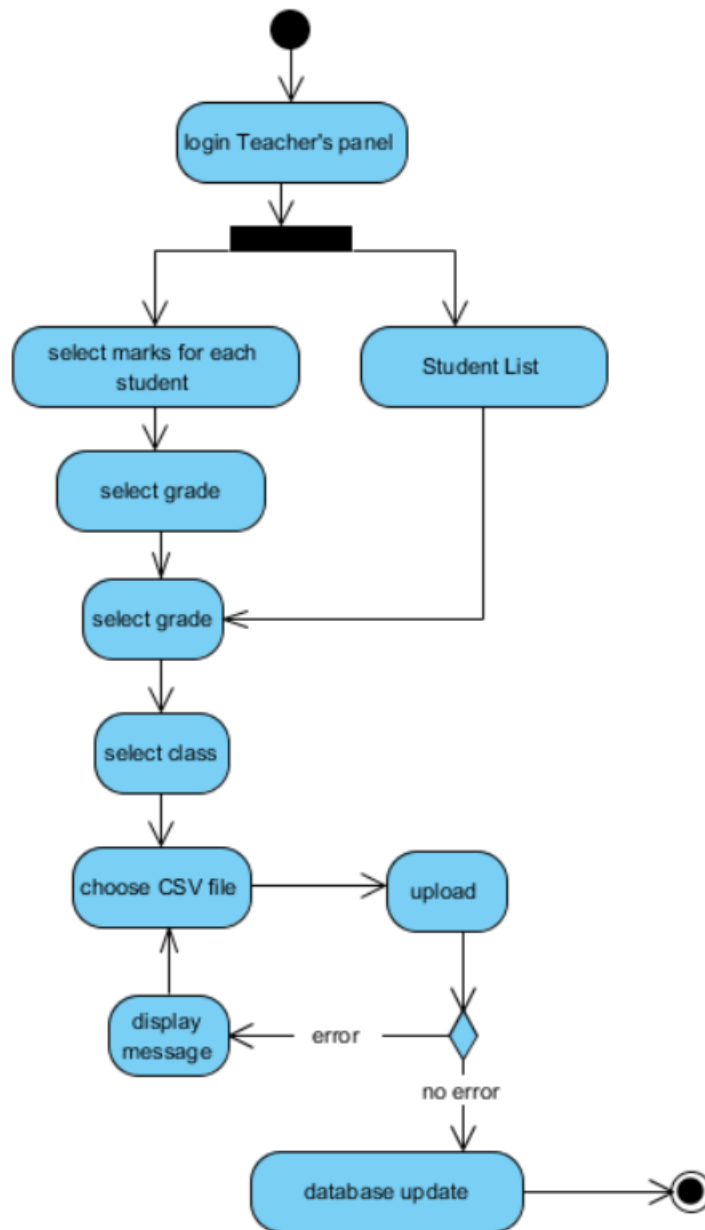 login Teacher's panel
select marks for each
student
Student List
select grade
select grade
select class
choose CSV file
upload
display
message
error
no error
database update